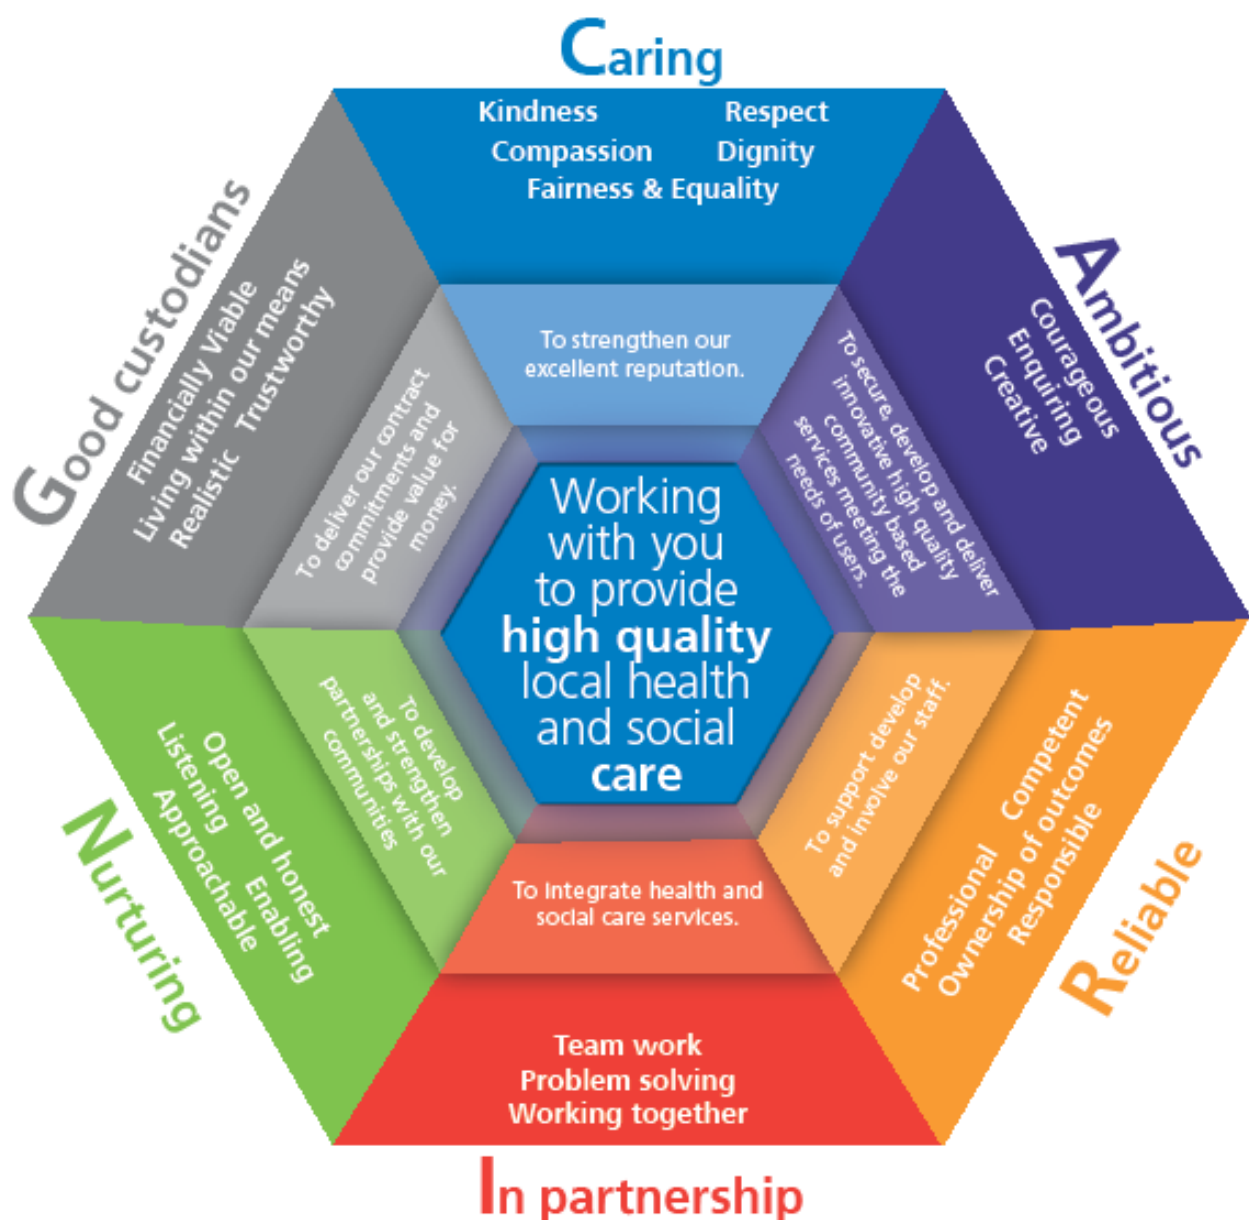 Caring
Kindness Respect
Compassion Dignity
Fairness & Equality
To strengthen our
excellent reputation.
Ambitious
Courageous
Enquiring
Creative
To secure, develop and deliver
innovative high quality
community based
services meeting the
needs of users.
Reliable
Competent
Professional
Ownership of outcomes
Responsible
To support develop
and involve our staff.
In partnership
Team work
Problem solving
Working together
To integrate health and
social care services.
Nurturing
Open and honest
Listening Enabling
Approachable
To develop
and strengthen
partnerships with our
communities
Good custodians
Financially Viable
Living within our means
Realistic Trustworthy
To deliver our contract
commitments and
provide value for
money.
Working
with you
to provide
high quality
local health
and social
care